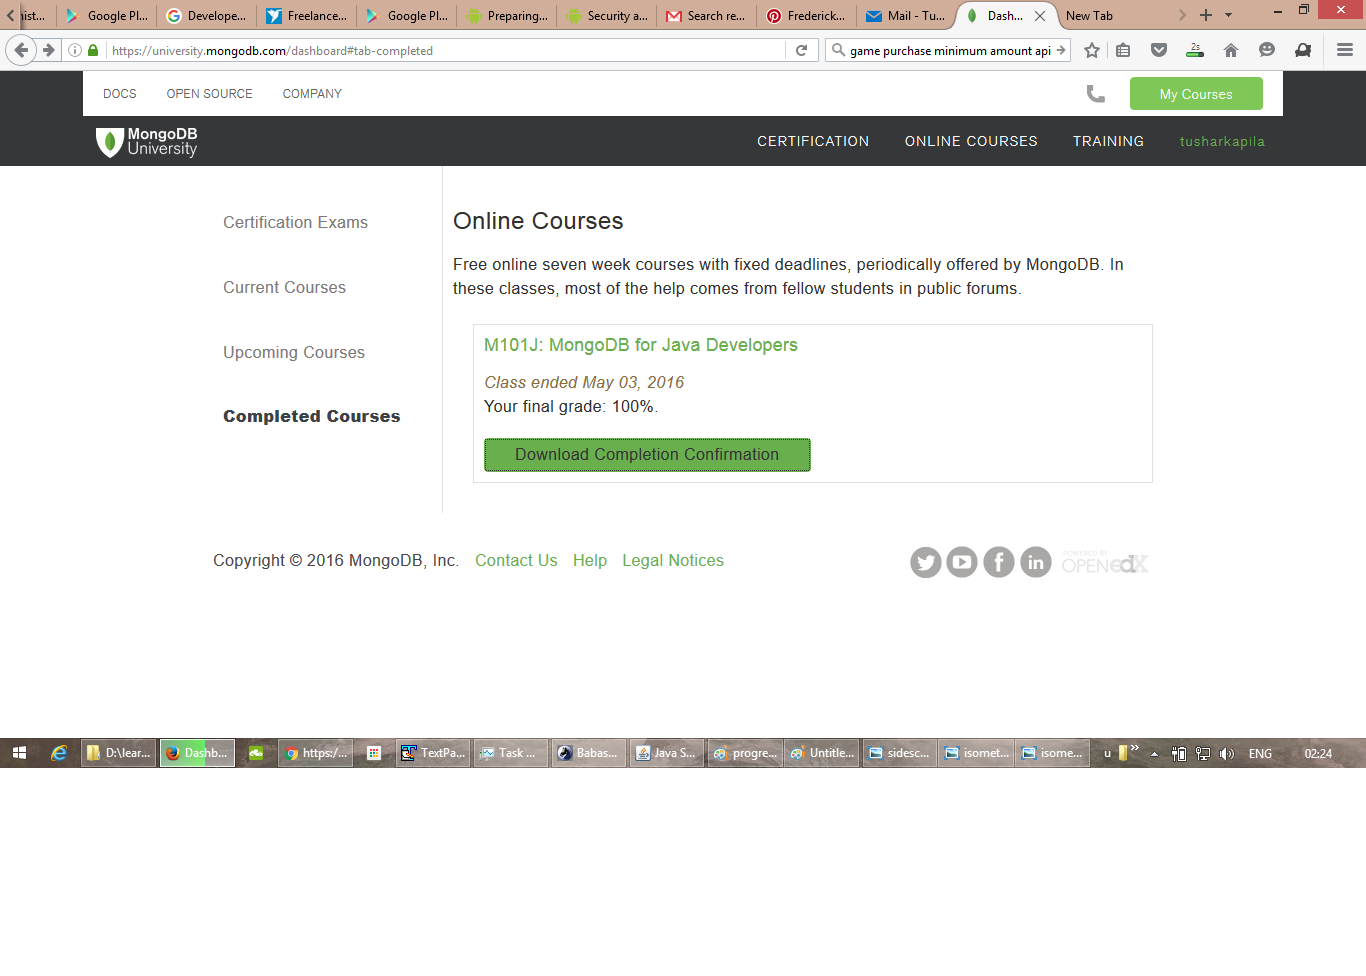 ist...
Google Pl...
Develope...
Freelance...
Google Pl...
Preparing...
Security a...
Search re...
Frederick...
Mail - Tu...
Dash...
New Tab
https://university.mongodb.com/dashboard#tab-completed
game purchase minimum amount api
2s
DOCS
OPEN SOURCE
COMPANY
My Courses
MongoDB
University
CERTIFICATION
ONLINE COURSES
TRAINING
tusharkapila
Certification Exams
Current Courses
Upcoming Courses
Completed Courses
Online Courses
Free online seven week courses with fixed deadlines, periodically offered by MongoDB. In
these classes, most of the help comes from fellow students in public forums.
M101J: MongoDB for Java Developers
Class ended May 03, 2016
Your final grade: 100%.
Download Completion Confirmation
Copyright © 2016 MongoDB, Inc.
Contact Us
Help
Legal Notices
POWERED BY
OPEN edX
D:\lear...
Dashb...
https:/...
TextPa...
Task ...
Babas...
Java S...
progre...
Untitle...
sidesc...
isomet...
isome...
u
ENG
02:24